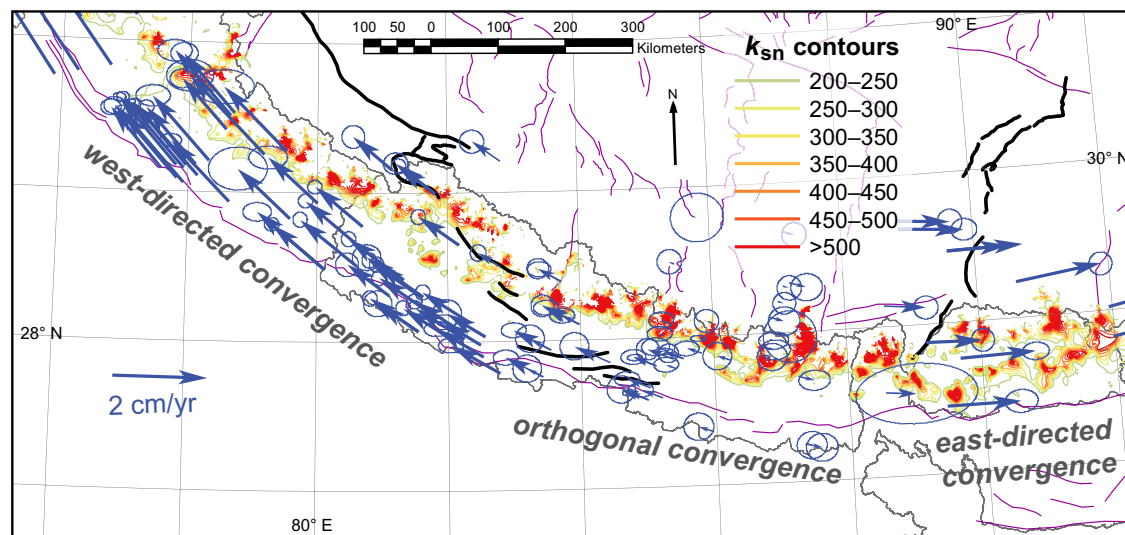 100 50 0 100 200 300
Kilometers
90° E
ksn contours
200–250
250–300
300–350
350–400
400–450
450–500
>500
N
30° N
west-directed convergence
28° N
2 cm/yr
orthogonal convergence
east-directed
convergence
80° E